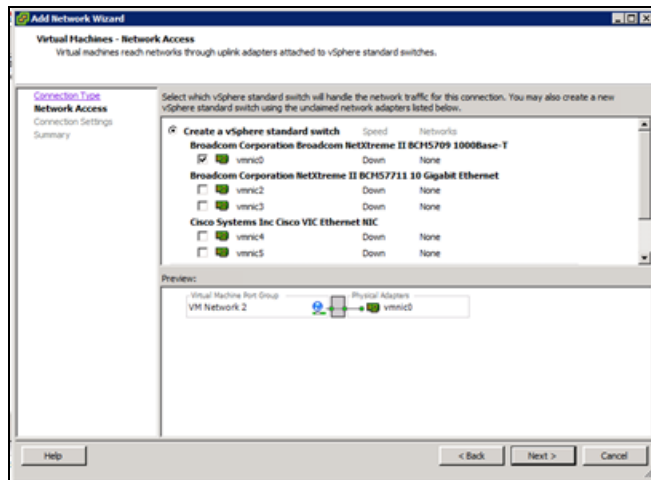 Add Network Wizard
Virtual Machines - Network Access
Virtual machines reach networks through uplink adapters attached to vSphere standard switches.
Connection Type
Network Access
Connection Settings
Summary
Select which vSphere standard switch will handle the network traffic for this connection. You may also create a new
vSphere standard switch using the unclaimed network adapters listed below.
Create a vSphere standard switch Speed Networks
Broadcom Corporation Broadcom NetXtreme II BCM5709 1000Base-T
vmnic0 Down None
Broadcom Corporation NetXtreme II BCM57711 10 Gigabit Ethernet
vmnic2 Down None
vmnic3 Down None
Cisco Systems Inc Cisco VIC Ethernet NIC
vmnic4 Down None
vmnic5 Down None
Preview:
Virtual Machine Port Group Physical Adapters
VM Network 2 vmnic0
Help < Back Next > Cancel